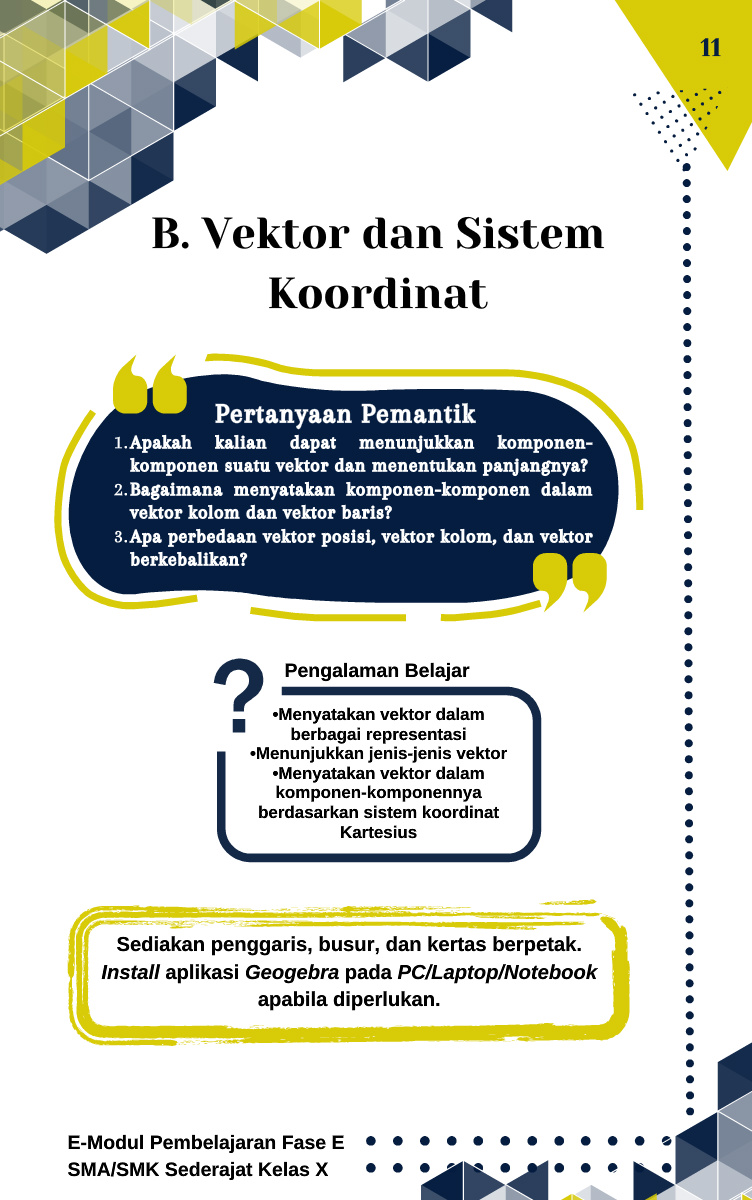 11
B. Vektor dan Sistem
Koordinat
Pertanyaan Pemantik
1.Apakah kalian dapat menunjukkan komponen-
komponen suatu vektor dan menentukan panjangnya?
2.Bagaimana menyatakan komponen-komponen dalam
vektor kolom dan vektor baris?
3.Apa perbedaan vektor posisi, vektor kolom, dan vektor
berkebalikan?
?
Pengalaman Belajar
•Menyatakan vektor dalam
berbagai representasi
•Menunjukkan jenis-jenis vektor
•Menyatakan vektor dalam
komponen-komponennya
berdasarkan sistem koordinat
Kartesius
Sediakan penggaris, busur, dan kertas berpetak.
Install aplikasi Geogebra pada PC/Laptop/Notebook
apabila diperlukan.
E-Modul Pembelajaran Fase E
SMA/SMK Sederajat Kelas X